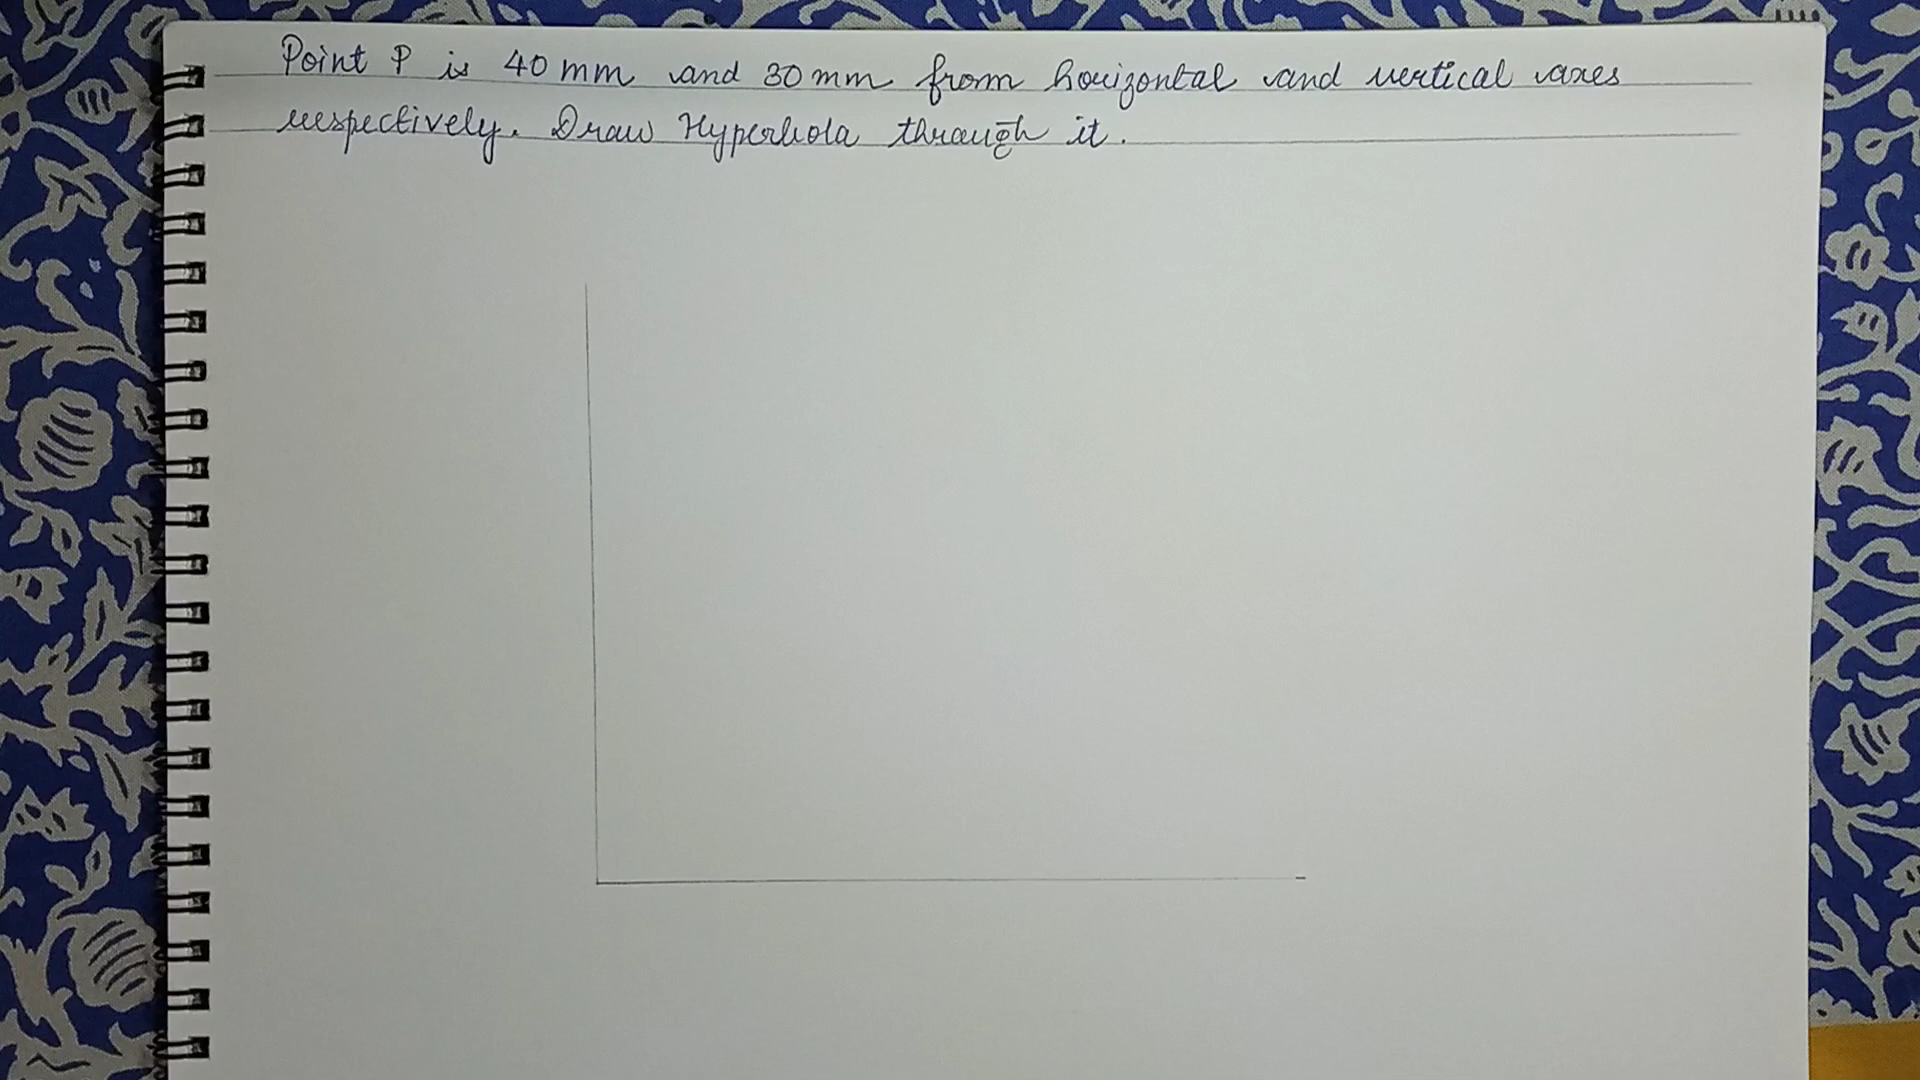 Point P is 40 mm and 30 mm from horizontal and vertical axes
respectively. Draw Hyperbola through it.